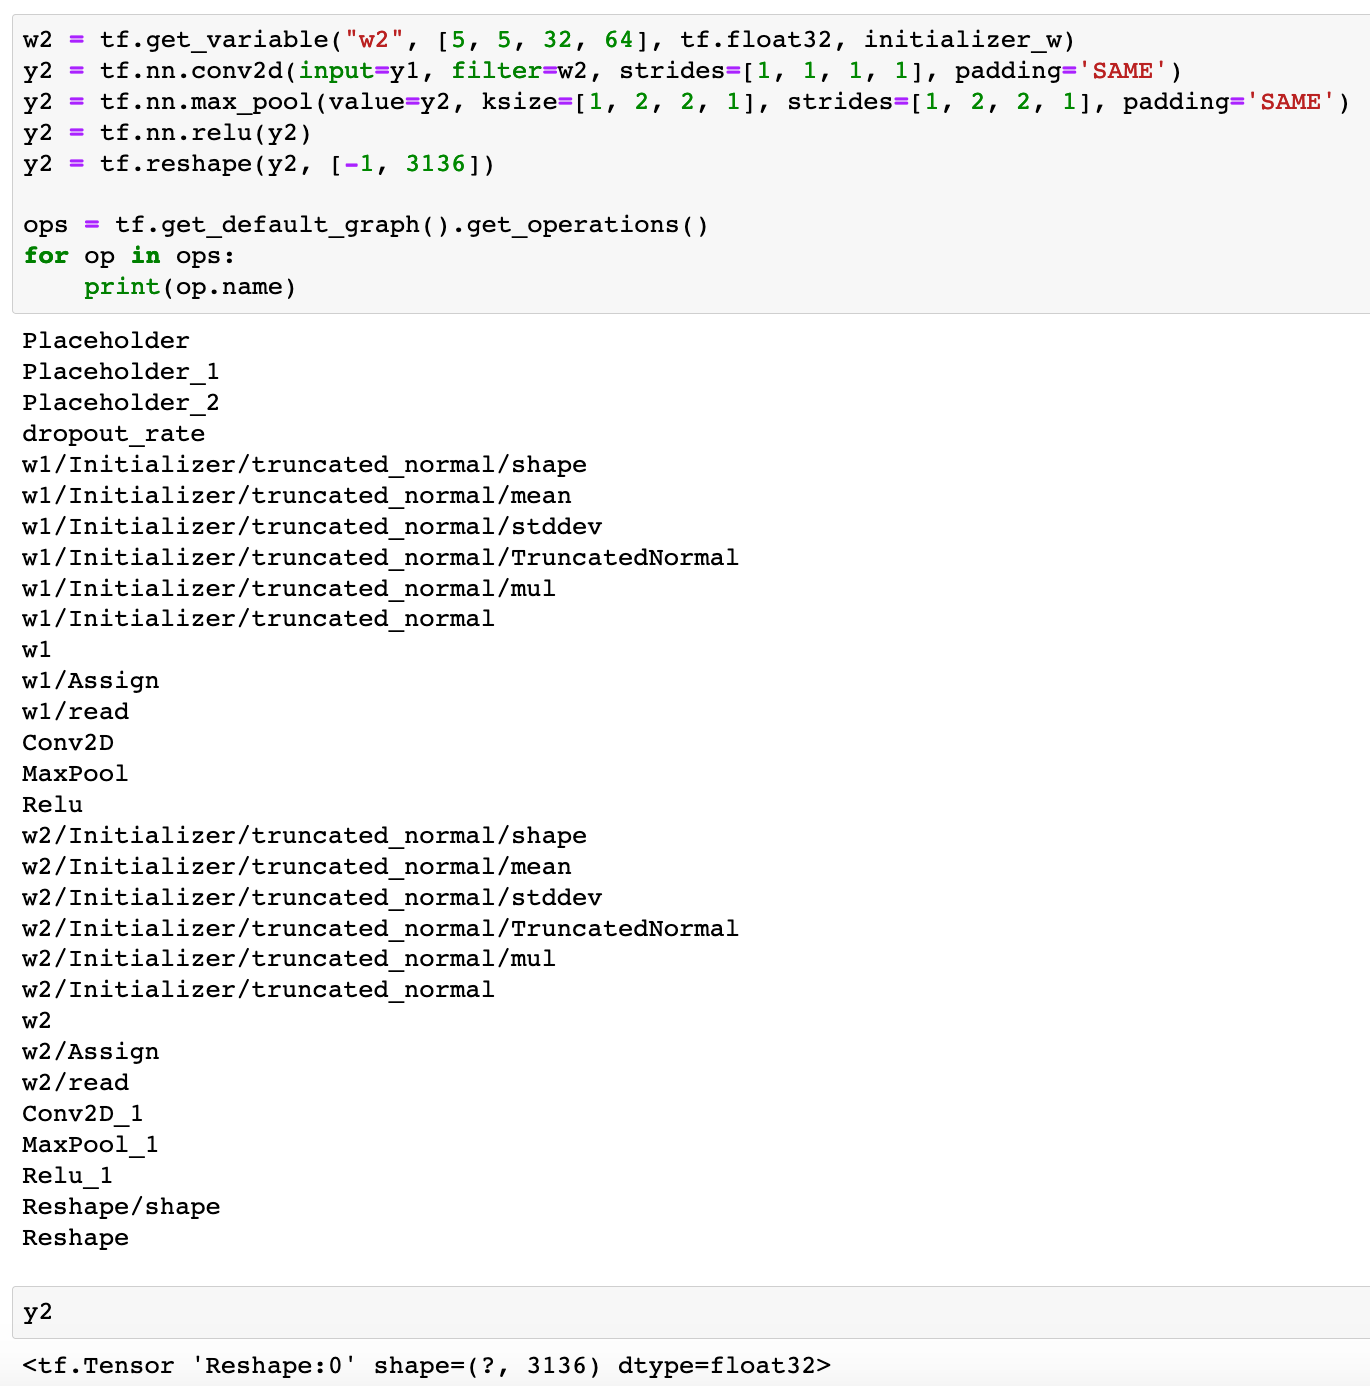 w2 = tf.get_variable("w2", [5, 5, 32, 64], tf.float32, initializer_w)
y2 = tf.nn.conv2d(input=y1, filter=w2, strides=[1, 1, 1, 1], padding='SAME')
y2 = tf.nn.max_pool(value=y2, ksize=[1, 2, 2, 1], strides=[1, 2, 2, 1], padding='SAME')
y2 = tf.nn.relu(y2)
y2 = tf.reshape(y2, [-1, 3136])

ops = tf.get_default_graph().get_operations()
for op in ops:
    print(op.name)
Placeholder
Placeholder_1
Placeholder_2
dropout_rate
w1/Initializer/truncated_normal/shape
w1/Initializer/truncated_normal/mean
w1/Initializer/truncated_normal/stddev
w1/Initializer/truncated_normal/TruncatedNormal
w1/Initializer/truncated_normal/mul
w1/Initializer/truncated_normal
w1
w1/Assign
w1/read
Conv2D
MaxPool
Relu
w2/Initializer/truncated_normal/shape
w2/Initializer/truncated_normal/mean
w2/Initializer/truncated_normal/stddev
w2/Initializer/truncated_normal/TruncatedNormal
w2/Initializer/truncated_normal/mul
w2/Initializer/truncated_normal
w2
w2/Assign
w2/read
Conv2D_1
MaxPool_1
Relu_1
Reshape/shape
Reshape
y2
<tf.Tensor 'Reshape:0' shape=(?, 3136) dtype=float32>